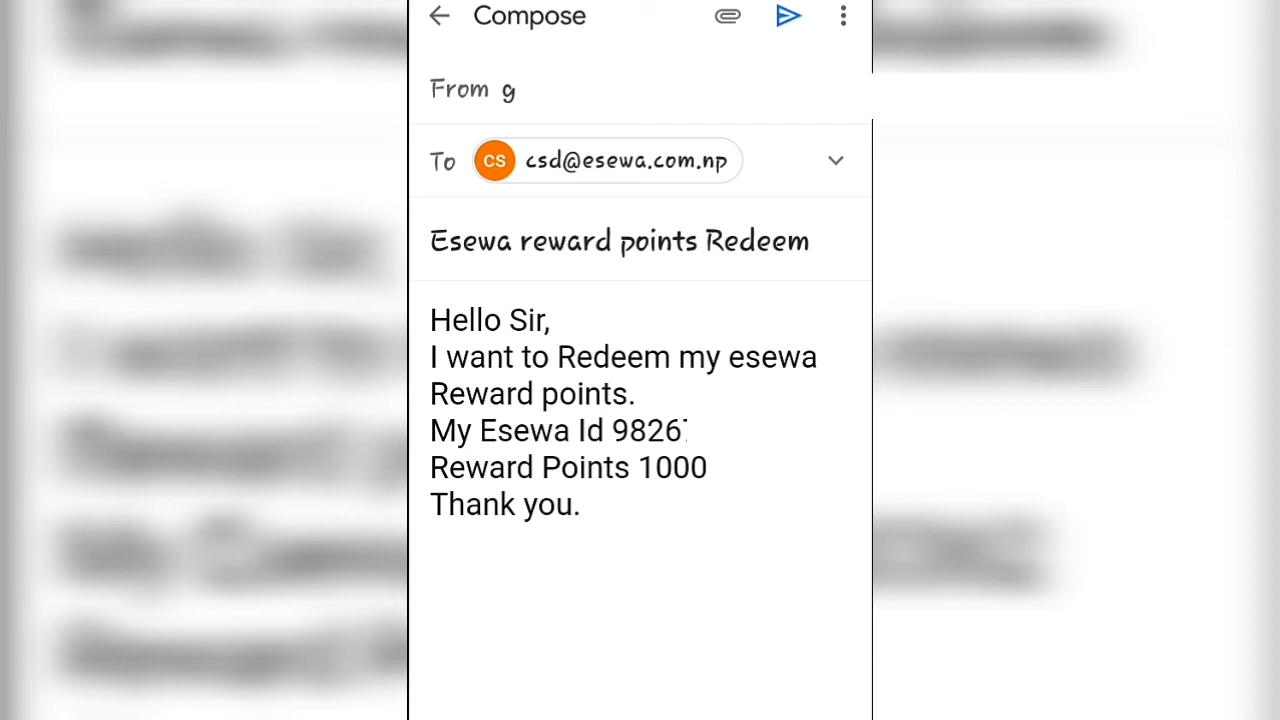 Compose
From g
To CS csd@esewa.com.np
Esewa reward points Redeem
Hello Sir,
I want to Redeem my esewa
Reward points.
My Esewa Id 9826
Reward Points 1000
Thank you.